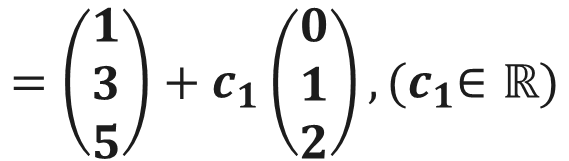 = (1 3 5) + c₁ (0 1 2) , (c₁∈ ℝ)